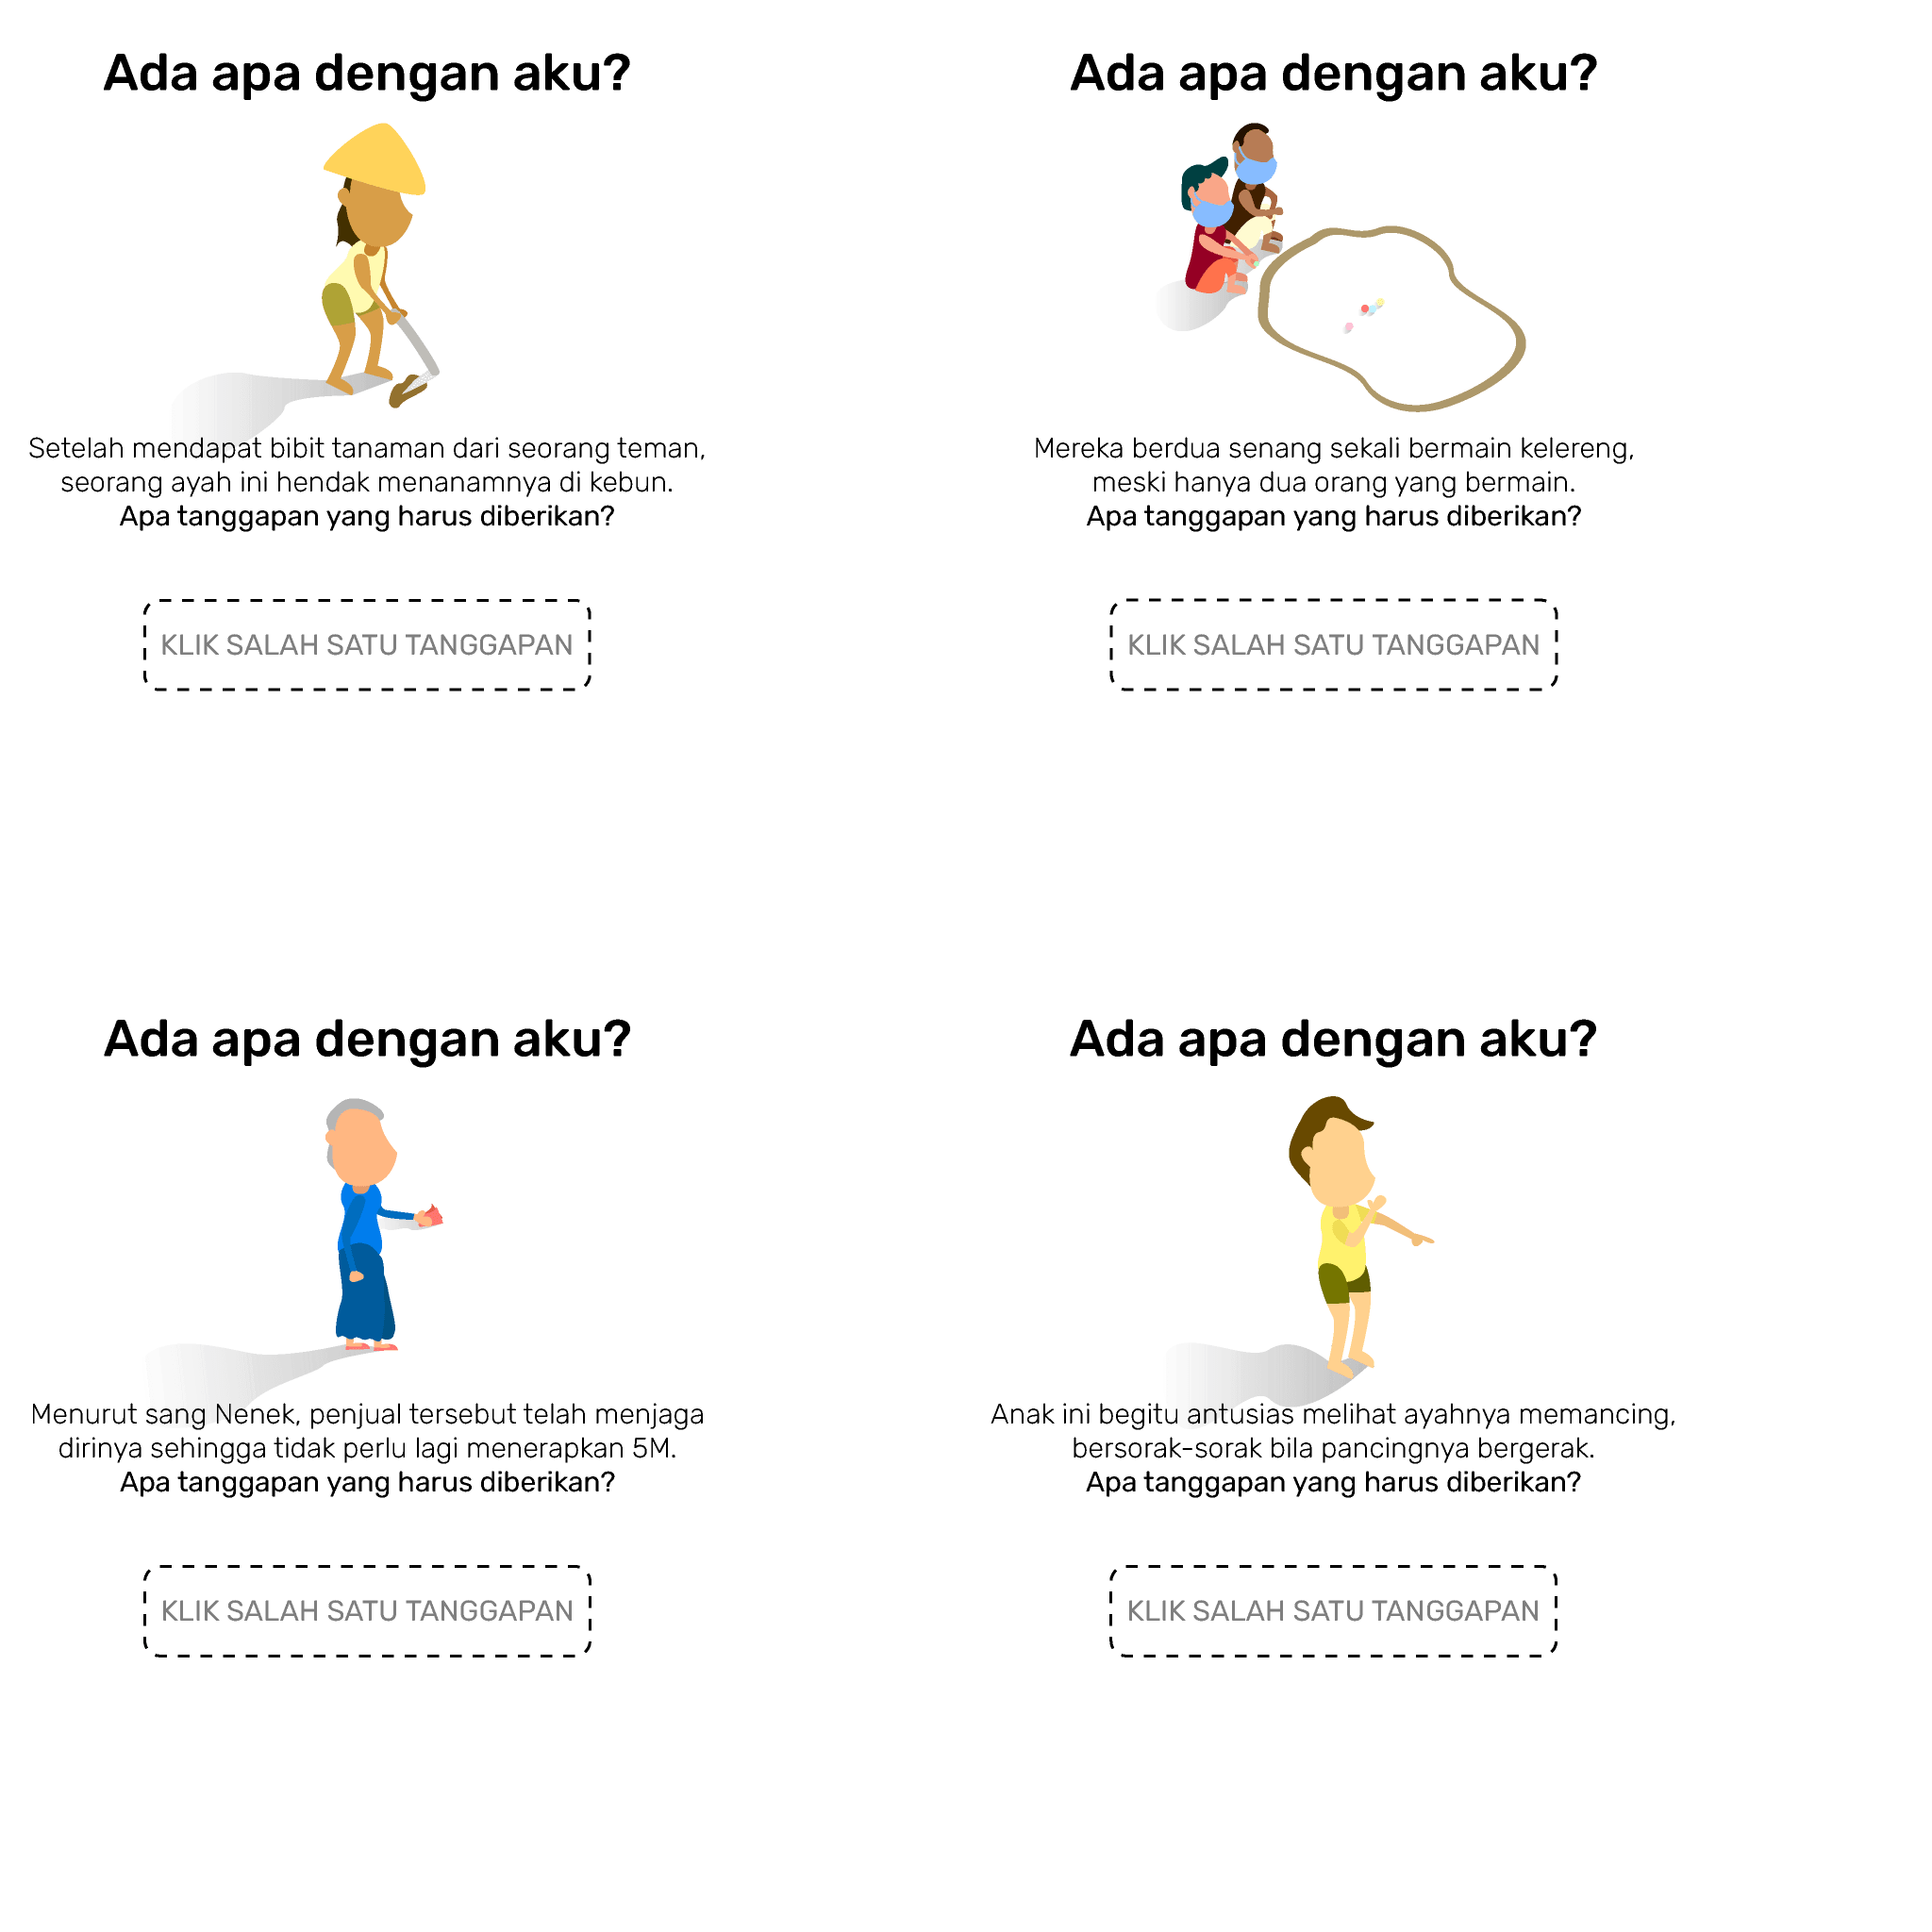 Ada apa dengan aku?
Setelah mendapat bibit tanaman dari seorang teman,
seorang ayah ini hendak menanamnya di kebun.
Apa tanggapan yang harus diberikan?
KLIK SALAH SATU TANGGAPAN
Ada apa dengan aku?
Mereka berdua senang sekali bermain kelereng,
meski hanya dua orang yang bermain.
Apa tanggapan yang harus diberikan?
KLIK SALAH SATU TANGGAPAN
Ada apa dengan aku?
Menurut sang Nenek, penjual tersebut telah menjaga
dirinya sehingga tidak perlu lagi menerapkan 5M.
Apa tanggapan yang harus diberikan?
KLIK SALAH SATU TANGGAPAN
Ada apa dengan aku?
Anak ini begitu antusias melihat ayahnya memancing,
bersorak-sorak bila pancingnya bergerak.
Apa tanggapan yang harus diberikan?
KLIK SALAH SATU TANGGAPAN